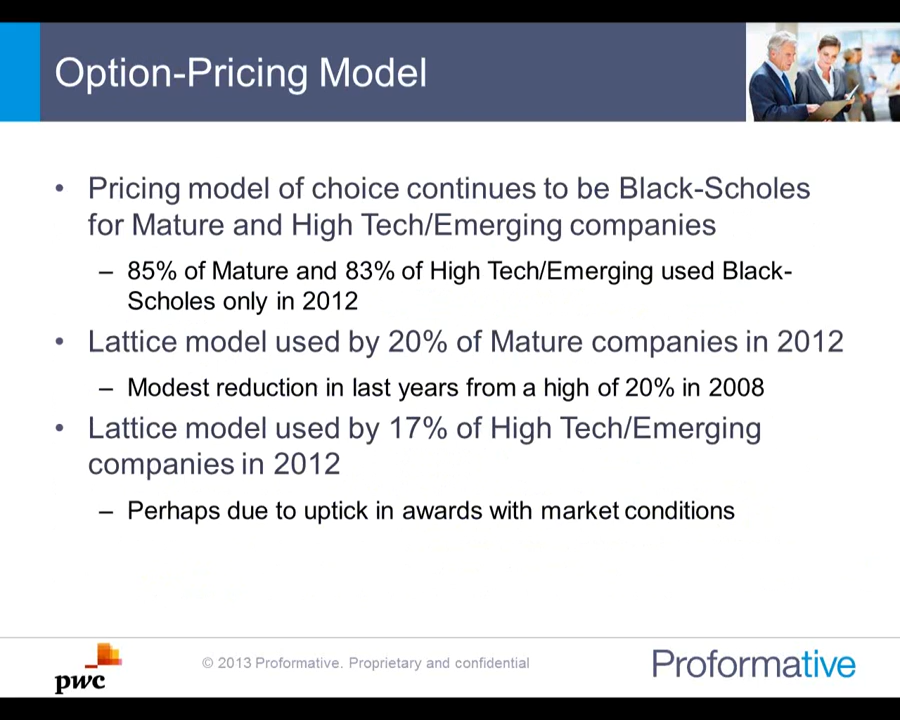 Option-Pricing Model
• Pricing model of choice continues to be Black-Scholes
for Mature and High Tech/Emerging companies
– 85% of Mature and 83% of High Tech/Emerging used Black-
Scholes only in 2012
• Lattice model used by 20% of Mature companies in 2012
– Modest reduction in last years from a high of 20% in 2008
• Lattice model used by 17% of High Tech/Emerging
companies in 2012
– Perhaps due to uptick in awards with market conditions
pwc
© 2013 Proformative. Proprietary and confidential
Proformative